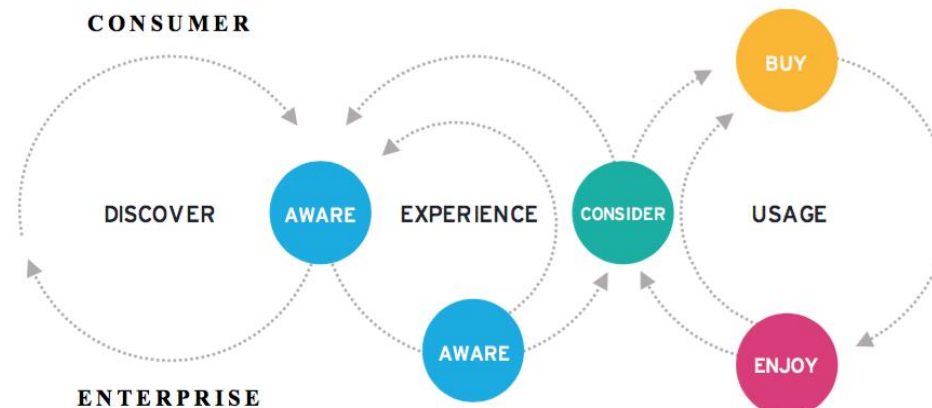 CONSUMER
BUY
DISCOVER
AWARE
EXPERIENCE
CONSIDER
USAGE
AWARE
ENJOY
ENTERPRISE